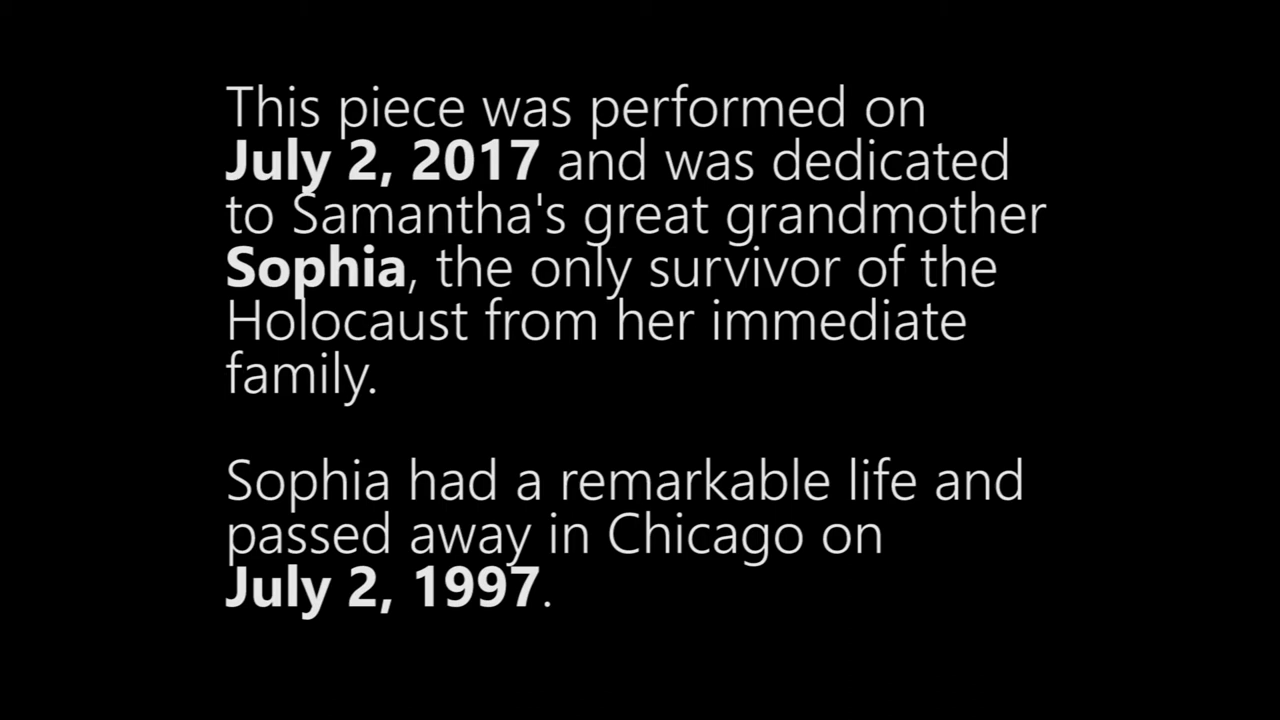 This piece was performed on
July 2, 2017 and was dedicated
to Samantha's great grandmother
Sophia, the only survivor of the
Holocaust from her immediate
family.
Sophia had a remarkable life and
passed away in Chicago on
July 2, 1997.